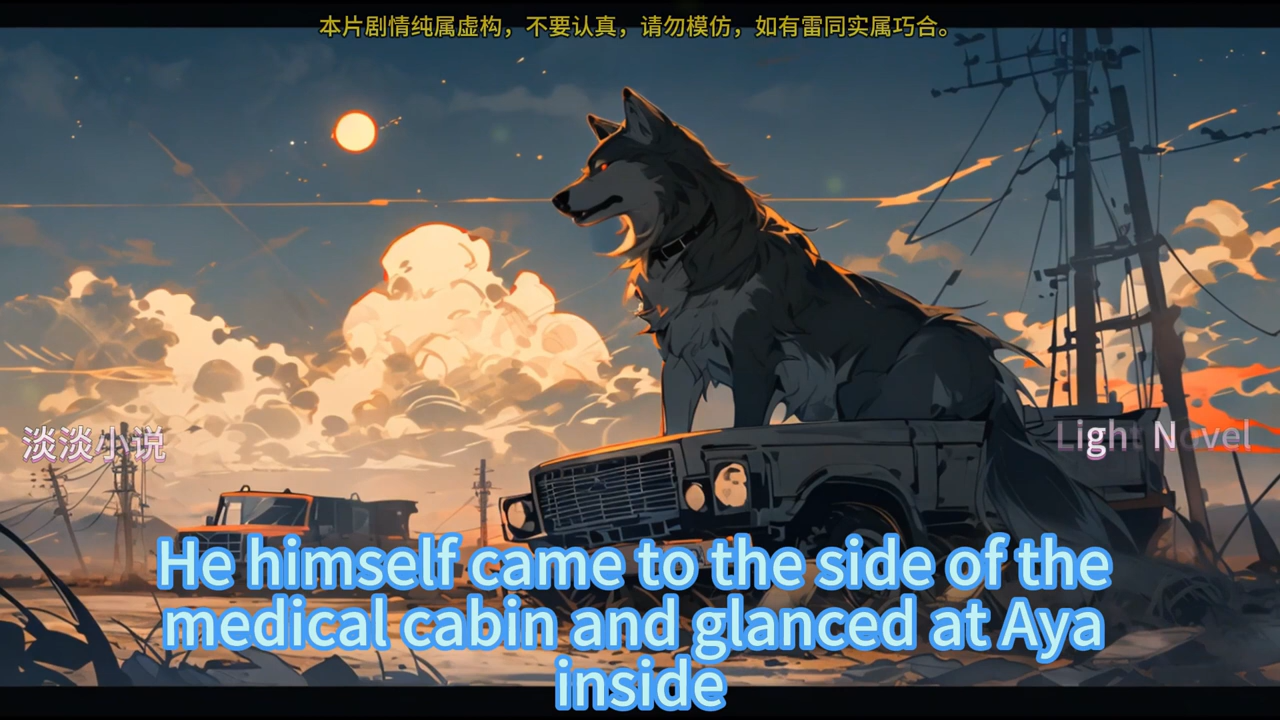 本片剧情纯属虚构，不要认真，请勿模仿，如有雷同实属巧合。
淡淡小说
Light Novel
He himself came to the side of the
medical cabin and glanced at Aya
inside